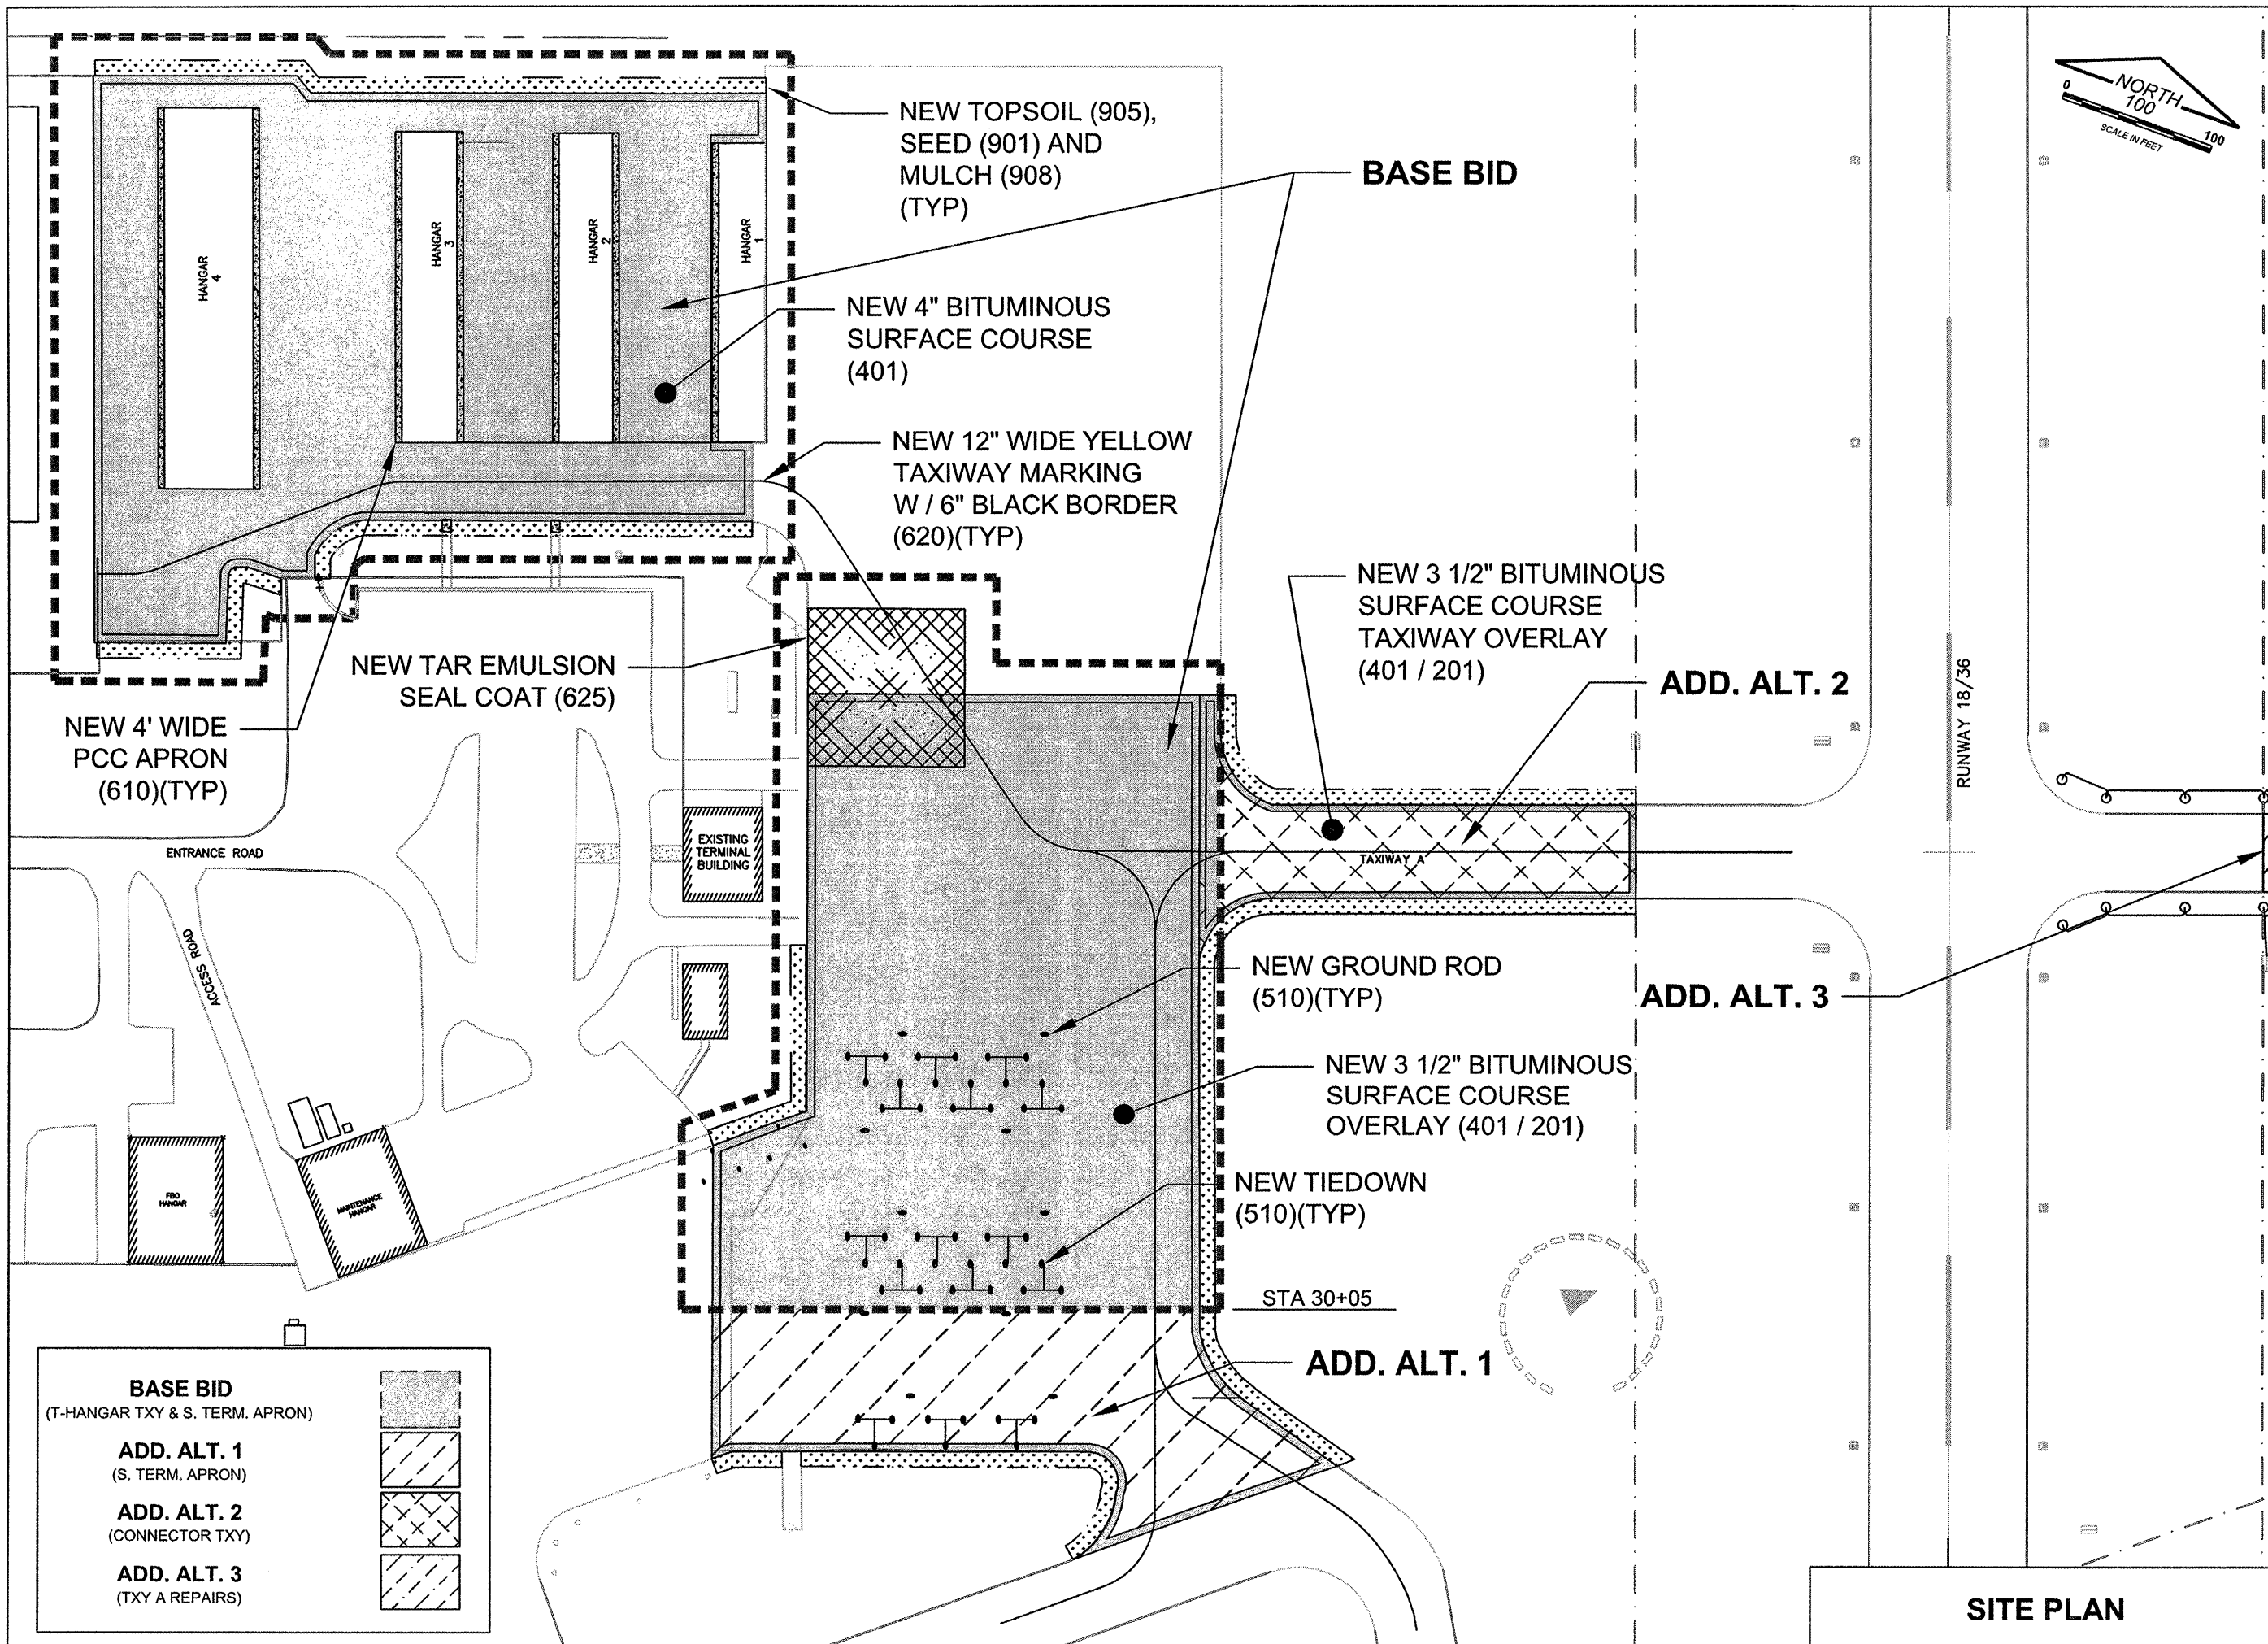 NEW TOPSOIL (905),
SEED (901) AND
MULCH (908)
(TYP)
BASE BID
0
NORTH
100
100
SCALE IN FEET
HANGAR
4
HANGAR
3
HANGAR
2
HANGAR
1
NEW 4" BITUMINOUS
SURFACE COURSE
(401)
NEW 12" WIDE YELLOW
TAXIWAY MARKING
W / 6" BLACK BORDER
(620)(TYP)
NEW 3 1/2" BITUMINOUS
SURFACE COURSE
TAXIWAY OVERLAY
(401 / 201)
ADD. ALT. 2
RUNWAY 18/36
NEW TAR EMULSION
SEAL COAT (625)
NEW 4' WIDE
PCC APRON
(610)(TYP)
ENTRANCE ROAD
EXISTING
TERMINAL
BUILDING
TAXIWAY A
ACCESS ROAD
NEW GROUND ROD
(510)(TYP)
ADD. ALT. 3
NEW 3 1/2" BITUMINOUS
SURFACE COURSE
OVERLAY (401 / 201)
FBO
HANGAR
MAINTENANCE
HANGAR
NEW TIEDOWN
(510)(TYP)
STA 30+05
ADD. ALT. 1
BASE BID
(T-HANGAR TXY & S. TERM. APRON)
ADD. ALT. 1
(S. TERM. APRON)
ADD. ALT. 2
(CONNECTOR TXY)
ADD. ALT. 3
(TXY A REPAIRS)
SITE PLAN